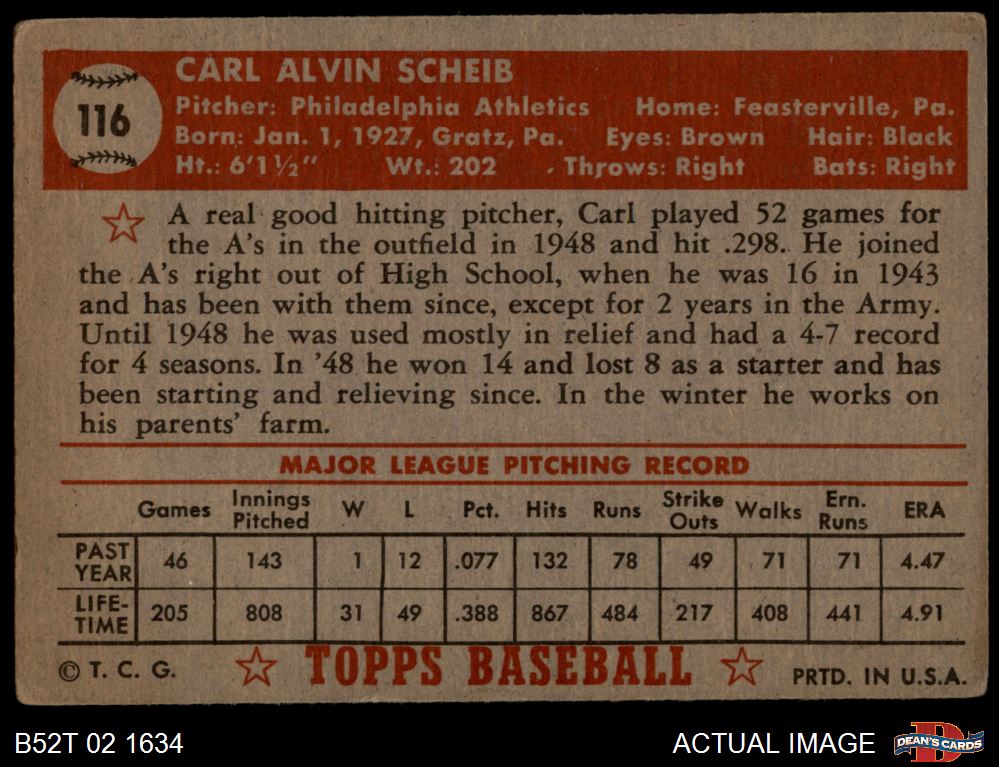 CARL ALVIN SCHEIB
116
Pitcher: Philadelphia Athletics Home: Feasterville, Pa.
Born: Jan. 1, 1927, Gratz, Pa. Eyes: Brown Hair: Black
Ht.: 6'1½" Wt.: 202 Throws: Right Bats: Right
A real good hitting pitcher, Carl played 52 games for
the A's in the outfield in 1948 and hit .298. He joined
the A's right out of High School, when he was 16 in 1943
and has been with them since, except for 2 years in the Army.
Until 1948 he was used mostly in relief and had a 4-7 record
for 4 seasons. In '48 he won 14 and lost 8 as a starter and has
been starting and relieving since. In the winter he works on
his parents' farm.
MAJOR LEAGUE PITCHING RECORD
Games Innings Pitched W L Pct. Hits Runs Strike Outs Walks Ern. Runs ERA
PAST YEAR 46 143 1 12 .077 132 78 49 71 71 4.47
LIFE-TIME 205 808 31 49 .388 867 484 217 408 441 4.91
© T. C. G. TOPPS BASEBALL PRTD. IN U.S.A.
B52T 02 1634 ACTUAL IMAGE DEAN'S CARDS